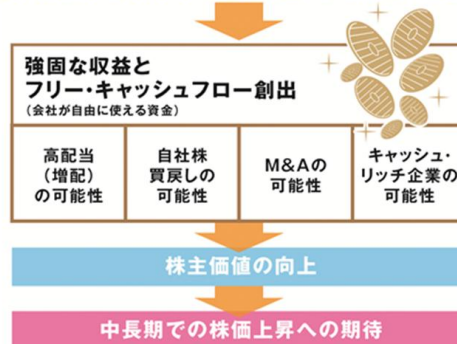 強固な収益と
フリー・キャッシュフロー創出
（会社が自由に使える資金）
高配当
（増配）
の可能性
自社株
買戻しの
可能性
M&Aの
可能性
キャッシュ・
リッチ企業の
可能性
株主価値の向上
中長期での株価上昇への期待